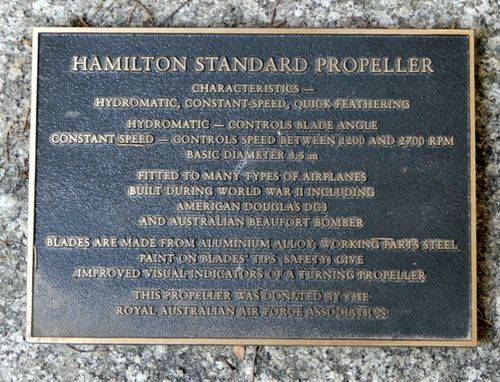 HAMILTON STANDARD PROPELLER
CHARACTERISTICS —
HYDROMATIC, CONSTANT-SPEED, QUICK FEATHERING
HYDROMATIC — CONTROLS BLADE ANGLE
CONSTANT SPEED — CONTROLS SPEED BETWEEN 1200 AND 2700 RPM
BASIC DIAMETER 3.5 m
FITTED TO MANY TYPES OF AIRPLANES
BUILT DURING WORLD WAR II INCLUDING
AMERICAN DOUGLAS DC3
AND AUSTRALIAN BEAUFORT BOMBER
BLADES ARE MADE FROM ALUMINIUM ALLOY, WORKING PARTS STEEL
PAINT ON BLADES' TIPS (SAFETY) GIVE
IMPROVED VISUAL INDICATORS OF A TURNING PROPELLER
THIS PROPELLER WAS DONATED BY THE
ROYAL AUSTRALIAN AIR FORCE ASSOCIATION